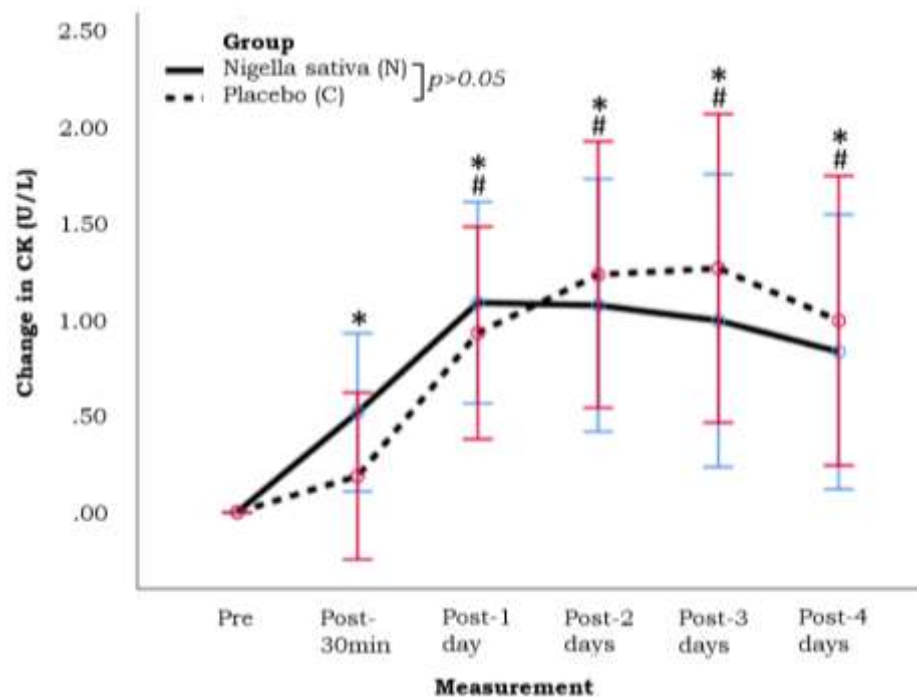 2.50
Group
Nigella sativa (N)
Placebo (C)
p>0.05
2.00
1.50
1.00
.50
.00
Change in CK (U/L)
*
*
#
*
#
*
#
*
#
Pre
Post-
30min
Post-1
day
Post-2
days
Post-3
days
Post-4
days
Measurement